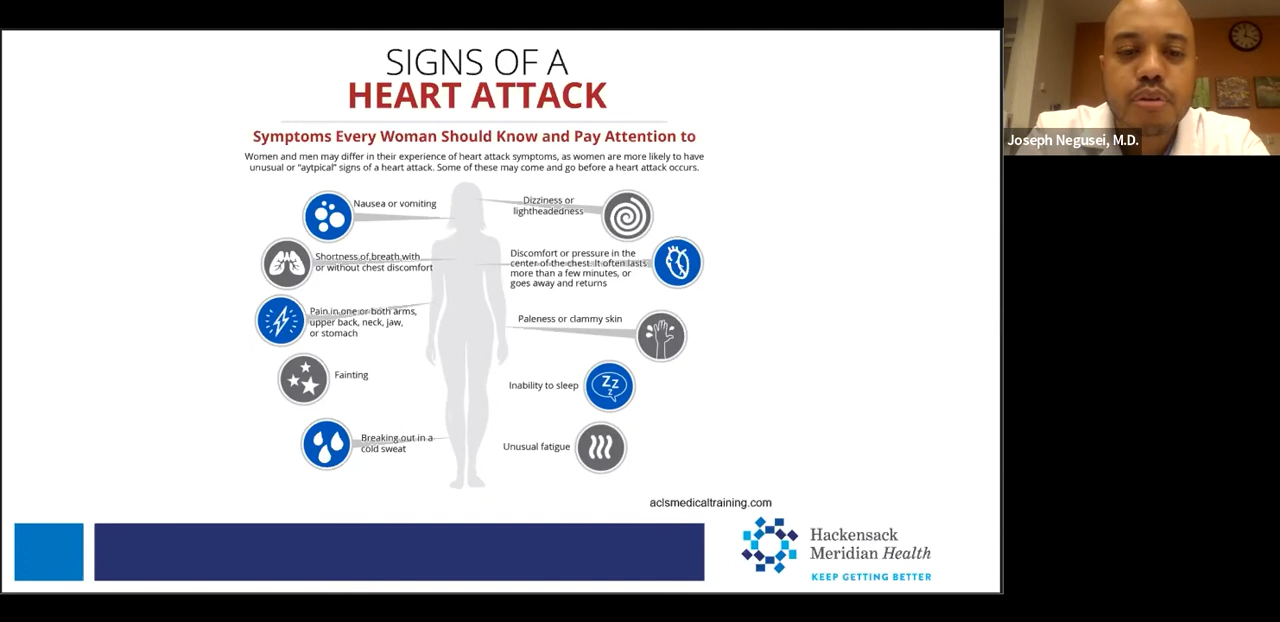 SIGNS OF A
HEART ATTACK
Symptoms Every Woman Should Know and Pay Attention to
Women and men may differ in their experience of heart attack symptoms, as women are more likely to have
unusual or “aytpical” signs of a heart attack. Some of these may come and go before a heart attack occurs.
Nausea or vomiting
Shortness of breath with
or without chest discomfort
Pain in one or both arms,
upper back, neck, jaw,
or stomach
Fainting
Breaking out in a
cold sweat
Dizziness or
lightheadedness
Discomfort or pressure in the
center of the chest. It often lasts
more than a few minutes, or
goes away and returns
Paleness or clammy skin
Inability to sleep
ZZz
Unusual fatigue
aclsmedicaltraining.com
Hackensack
Meridian Health
KEEP GETTING BETTER
Joseph Negusei, M.D.